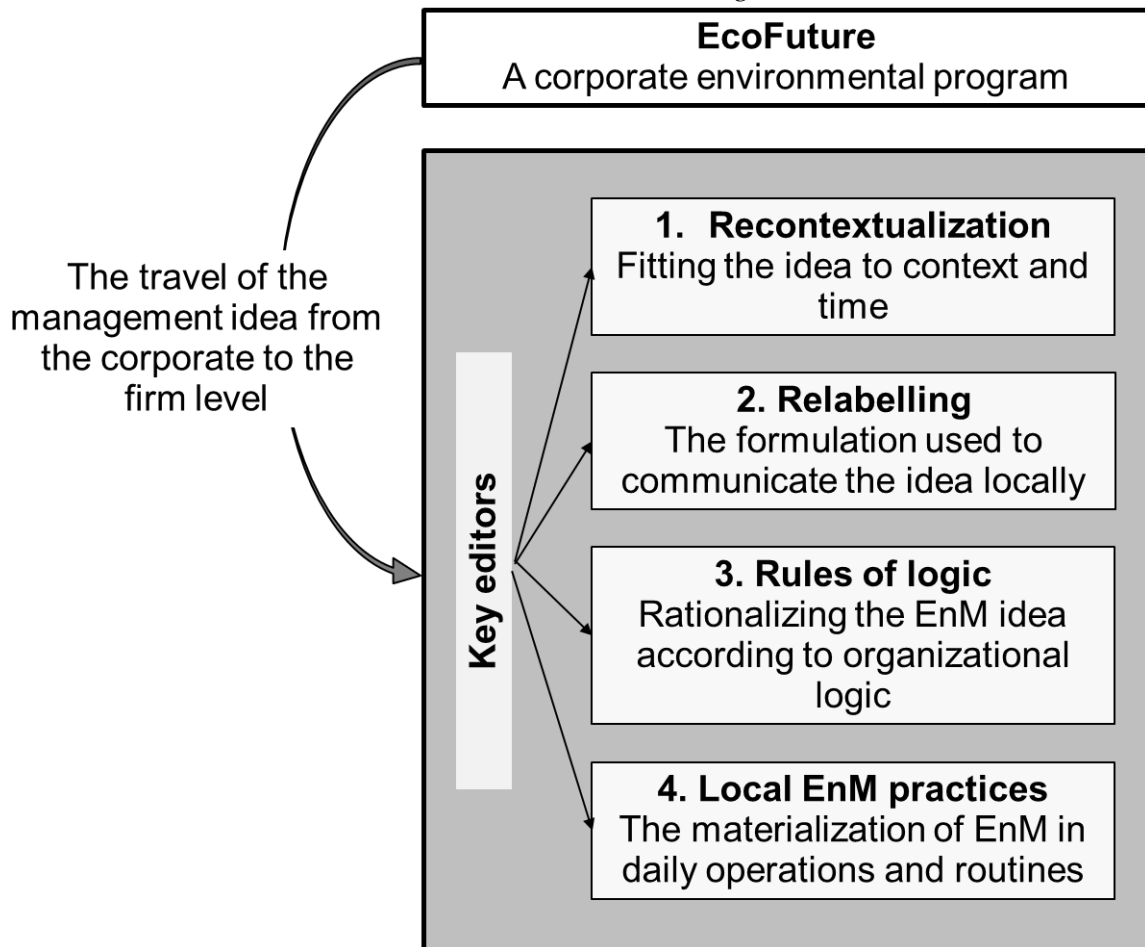 EcoFuture
A corporate environmental program
The travel of the
management idea from
the corporate to the
firm level
Key editors
1. Recontextualization
Fitting the idea to context and
time
2. Relabelling
The formulation used to
communicate the idea locally
3. Rules of logic
Rationalizing the EnM idea
according to organizational
logic
4. Local EnM practices
The materialization of EnM in
daily operations and routines